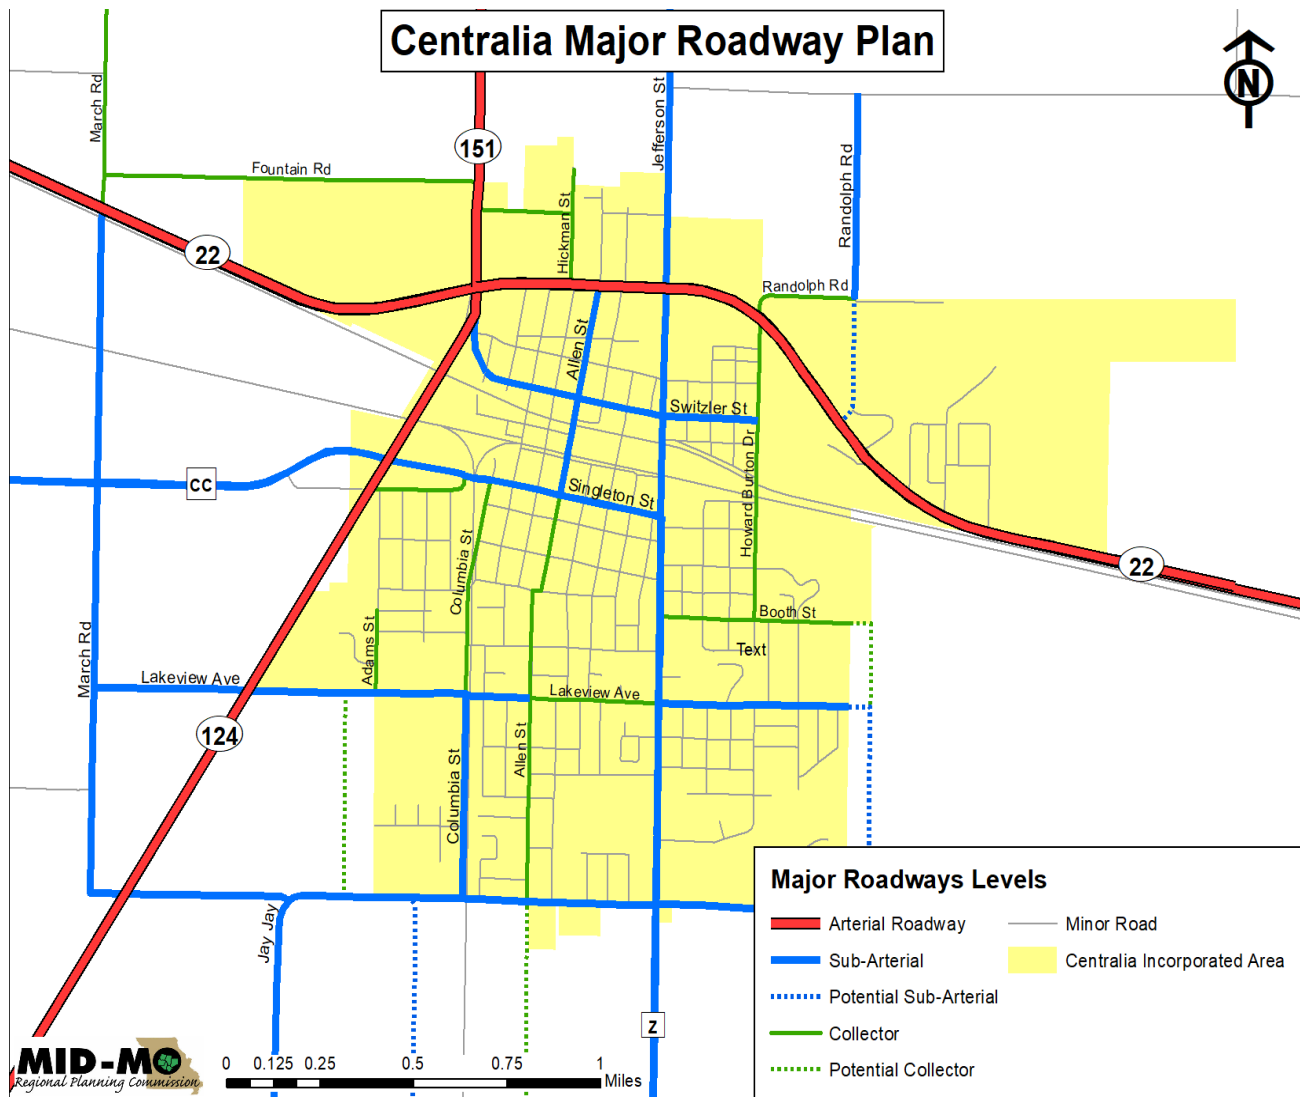 Centralia Major Roadway Plan
N
March Rd
151
Jefferson St
Fountain Rd
Randolph Rd
Hickman St
22
Randolph Rd
Allen St
Switzler St
Howard Burton Dr
CC
Singleton St
Columbia St
22
Adams St
Booth St
Text
March Rd
Lakeview Ave
Lakeview Ave
124
Allen St
Columbia St
Jay Jay
Z
Major Roadways Levels
Arterial Roadway
Minor Road
Sub-Arterial
Centralia Incorporated Area
Potential Sub-Arterial
Collector
Potential Collector
MID-MO
Regional Planning Commission
0 0.125 0.25 0.5 0.75 1
Miles